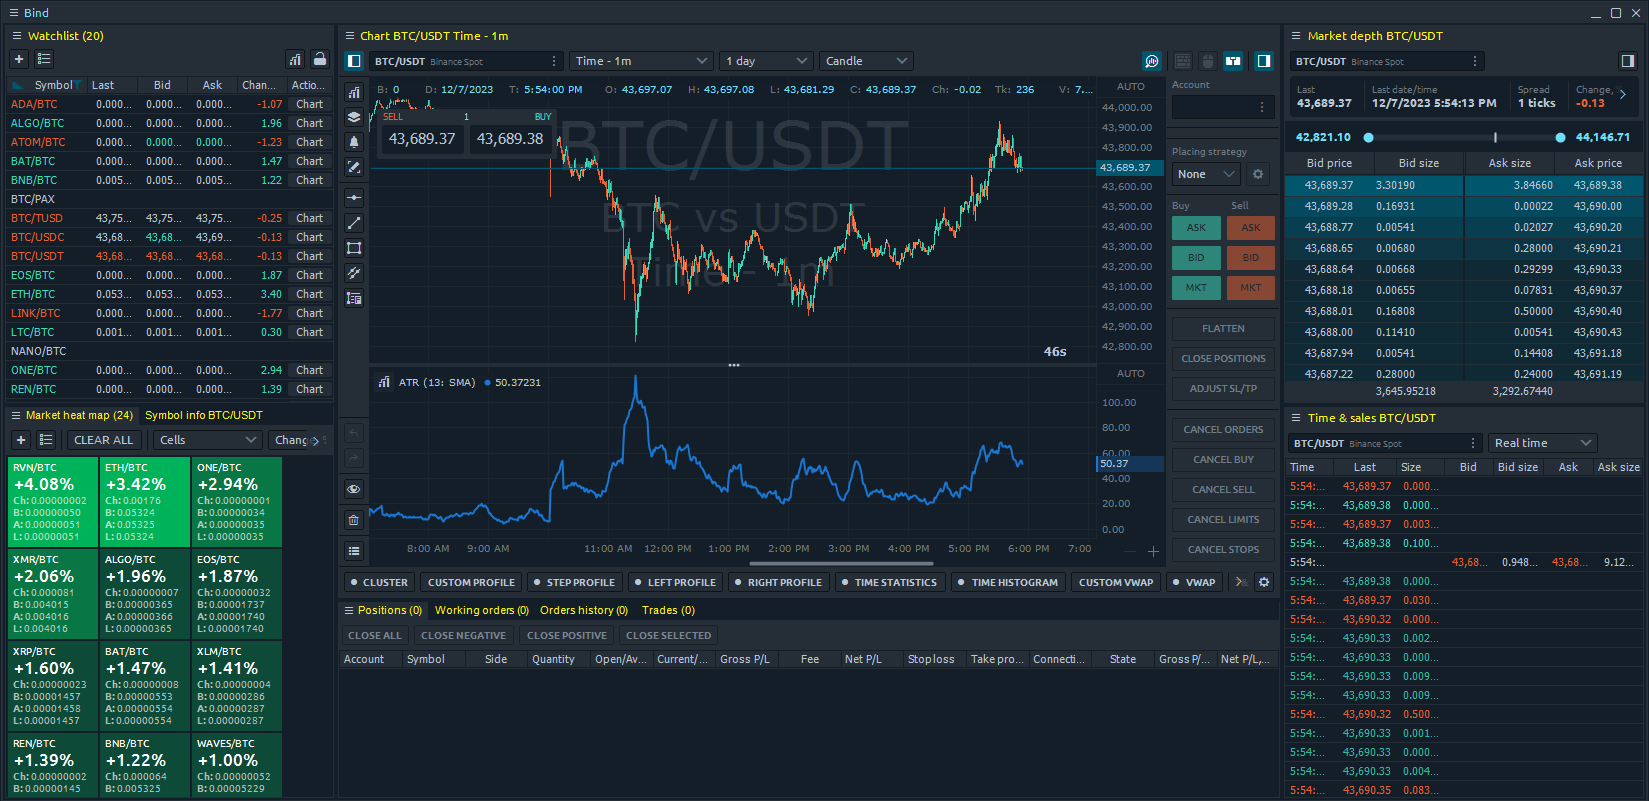 Bind
Watchlist (20)
Symbol Last Bid Ask Chan... Actio...
ADA/BTC 0.000... 0.000... 0.000... -1.07 Chart
ALGO/BTC 0.000... 0.000... 0.000... 1.96 Chart
ATOM/BTC 0.000... 0.000... 0.000... -1.23 Chart
BAT/BTC 0.000... 0.000... 0.000... 1.47 Chart
BNB/BTC 0.005... 0.005... 0.005... 1.22 Chart
BTC/PAX Chart
BTC/TUSD 43,75... 43,75... 43,75... -0.25 Chart
BTC/USDC 43,68... 43,68... 43,69... -0.13 Chart
BTC/USDT 43,68... 43,68... 43,68... -0.13 Chart
EOS/BTC 0.000... 0.000... 0.000... 1.87 Chart
ETH/BTC 0.053... 0.053... 0.053... 3.40 Chart
LINK/BTC 0.000... 0.000... 0.000... -1.77 Chart
LTC/BTC 0.001... 0.001... 0.001... 0.30 Chart
NANO/BTC Chart
ONE/BTC 0.000... 0.000... 0.000... 2.94 Chart
REN/BTC 0.000... 0.000... 0.000... 1.39 Chart
Market heat map (24) Symbol info BTC/USDT
CLEAR ALL Cells Chang
RVN/BTC
+4.08%
Ch: 0.00000002
B: 0.00000050
A: 0.00000051
L: 0.00000051
ETH/BTC
+3.42%
Ch: 0.00176
B: 0.05324
A: 0.05325
L: 0.05324
ONE/BTC
+2.94%
Ch: 0.00000001
B: 0.00000034
A: 0.00000035
L: 0.00000035
XMR/BTC
+2.06%
Ch: 0.000081
B: 0.004015
A: 0.004016
L: 0.004016
ALGO/BTC
+1.96%
Ch: 0.00000007
B: 0.00000365
A: 0.00000366
L: 0.00000365
EOS/BTC
+1.87%
Ch: 0.00000032
B: 0.00001737
A: 0.00001740
L: 0.00001740
XRP/BTC
+1.60%
Ch: 0.00000023
B: 0.00001457
A: 0.00001458
L: 0.00001457
BAT/BTC
+1.47%
Ch: 0.00000008
B: 0.00000553
A: 0.00000554
L: 0.00000554
XLM/BTC
+1.41%
Ch: 0.00000004
B: 0.00000286
A: 0.00000287
L: 0.00000287
REN/BTC
+1.39%
Ch: 0.00000002
B: 0.00000145
BNB/BTC
+1.22%
Ch: 0.000064
B: 0.005325
WAVES/BTC
+1.00%
Ch: 0.00000052
B: 0.00005229
Chart BTC/USDT Time - 1m
BTC/USDT Binance Spot Time - 1m 1 day Candle
B: 0 D: 12/7/2023 T: 5:54:00 PM O: 43,697.07 H: 43,697.08 L: 43,681.29 C: 43,689.37 Ch: -0.02 Tk: 236 V: 7....
SELL 1 BUY
43,689.37 43,689.38
BTC/USDT
BTC vs USDT
Time - 1m
46s
AUTO
44,000.00
43,900.00
43,800.00
43,689.37
43,600.00
43,500.00
43,400.00
43,300.00
43,200.00
43,100.00
43,000.00
42,900.00
42,800.00
ATR (13: SMA) 50.37231
AUTO
100.00
80.00
60.00
50.37
40.00
20.00
0.00
8:00 AM 9:00 AM 11:00 AM 12:00 PM 1:00 PM 2:00 PM 3:00 PM 4:00 PM 5:00 PM 6:00 PM 7:00
CLUSTER CUSTOM PROFILE STEP PROFILE LEFT PROFILE RIGHT PROFILE TIME STATISTICS TIME HISTOGRAM CUSTOM VWAP VWAP
Account
Placing strategy
None
Buy Sell
ASK ASK
BID BID
MKT MKT
FLATTEN
CLOSE POSITIONS
ADJUST SL/TP
CANCEL ORDERS
CANCEL BUY
CANCEL SELL
CANCEL LIMITS
CANCEL STOPS
Positions (0) Working orders (0) Orders history (0) Trades (0)
CLOSE ALL CLOSE NEGATIVE CLOSE POSITIVE CLOSE SELECTED
Account Symbol Side Quantity Open/Av... Current/... Gross P/L Fee Net P/L Stop loss Take pro... Connecti... State Gross P/... Net P/L,...
Market depth BTC/USDT
BTC/USDT Binance Spot
Last Last date/time Spread Change,
43,689.37 12/7/2023 5:54:13 PM 1 ticks -0.13
42,821.10 44,146.71
Bid price Bid size Ask size Ask price
43,689.37 3.30190 3.84660 43,689.38
43,689.28 0.16931 0.00022 43,690.00
43,688.77 0.00541 0.02027 43,690.20
43,688.65 0.00680 0.28000 43,690.21
43,688.64 0.00668 0.29299 43,690.33
43,688.18 0.00655 0.07831 43,690.37
43,688.01 0.16808 0.50000 43,690.40
43,688.00 0.11410 0.00541 43,690.43
43,687.94 0.00541 0.14408 43,691.18
43,687.22 0.28000 0.24000 43,691.19
3,645.95218 3,292.67440
Time & sales BTC/USDT
BTC/USDT Binance Spot Real time
Time Last Size Bid Bid size Ask Ask size
5:54:... 43,689.37 0.000...
5:54:... 43,689.38 0.000...
5:54:... 43,689.37 0.003...
5:54:... 43,689.38 0.100...
5:54:... 43,68... 0.948... 43,68... 9.12...
5:54:... 43,689.38 0.000...
5:54:... 43,689.37 0.030...
5:54:... 43,690.32 0.000...
5:54:... 43,690.33 0.002...
5:54:... 43,690.33 0.000...
5:54:... 43,690.33 0.009...
5:54:... 43,690.33 0.009...
5:54:... 43,690.32 0.500...
5:54:... 43,690.33 0.001...
5:54:... 43,690.33 0.000...
5:54:... 43,690.33 0.004...
5:54:... 43,690.35 0.083...